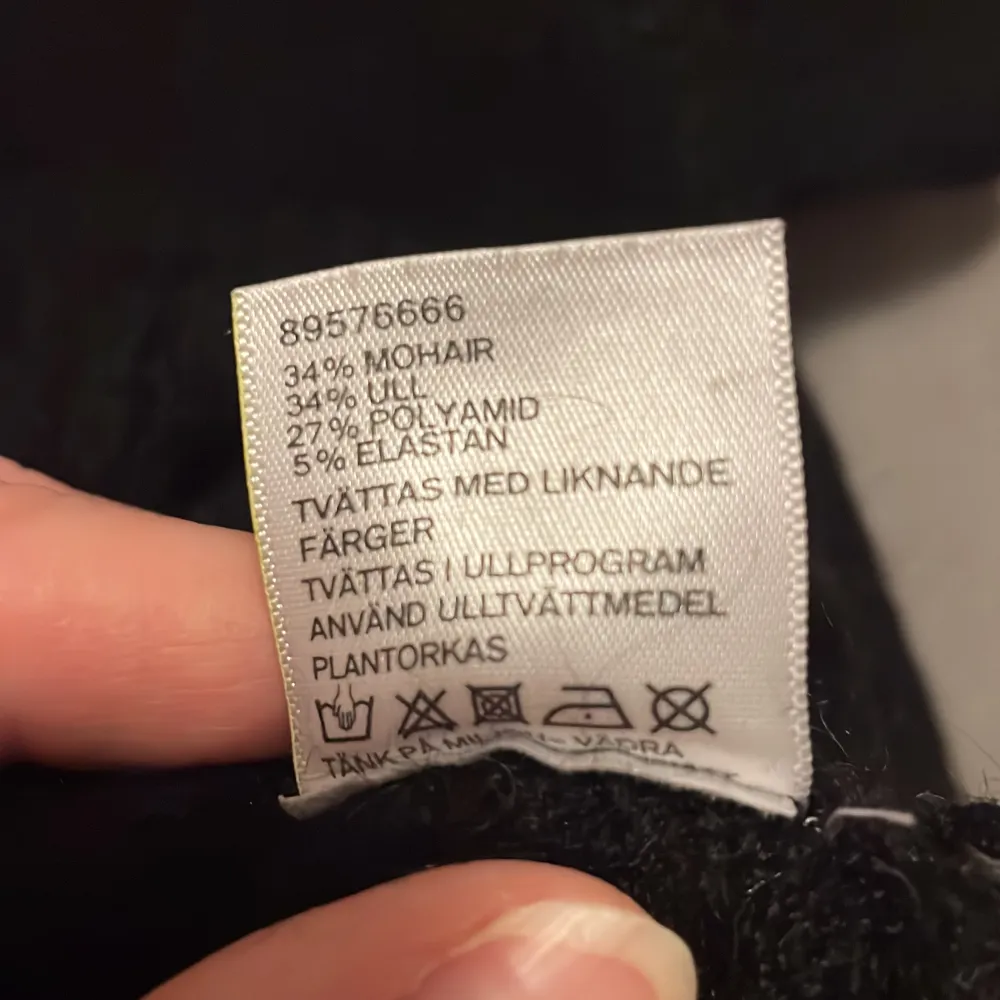 89576666
34% MOHAIR
34% ULL
27% POLYAMID
5% ELASTAN
TVÄTTAS MED LIKNANDE
FÄRGER
TVÄTTAS I ULLPROGRAM
ANVÄND ULLTVÄTTMEDEL
PLANTORKAS
TÄNK PÅ VÄDRA